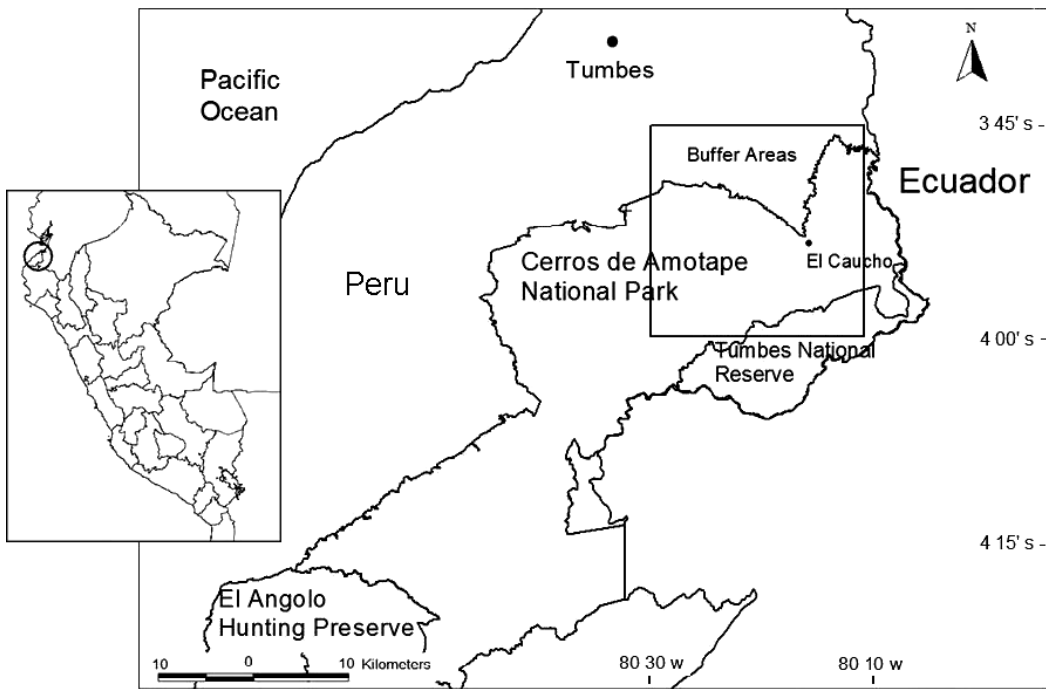 N
Tumbes
Pacific
Ocean
3 45' s
Buffer Areas
Ecuador
El Caucho
Cerros de Amotape
National Park
Peru
4 00' s
Tumbes National
Reserve
4 15' s
El Angolo
Hunting Preserve
10 0 10 Kilometers
80 30 w
80 10 w